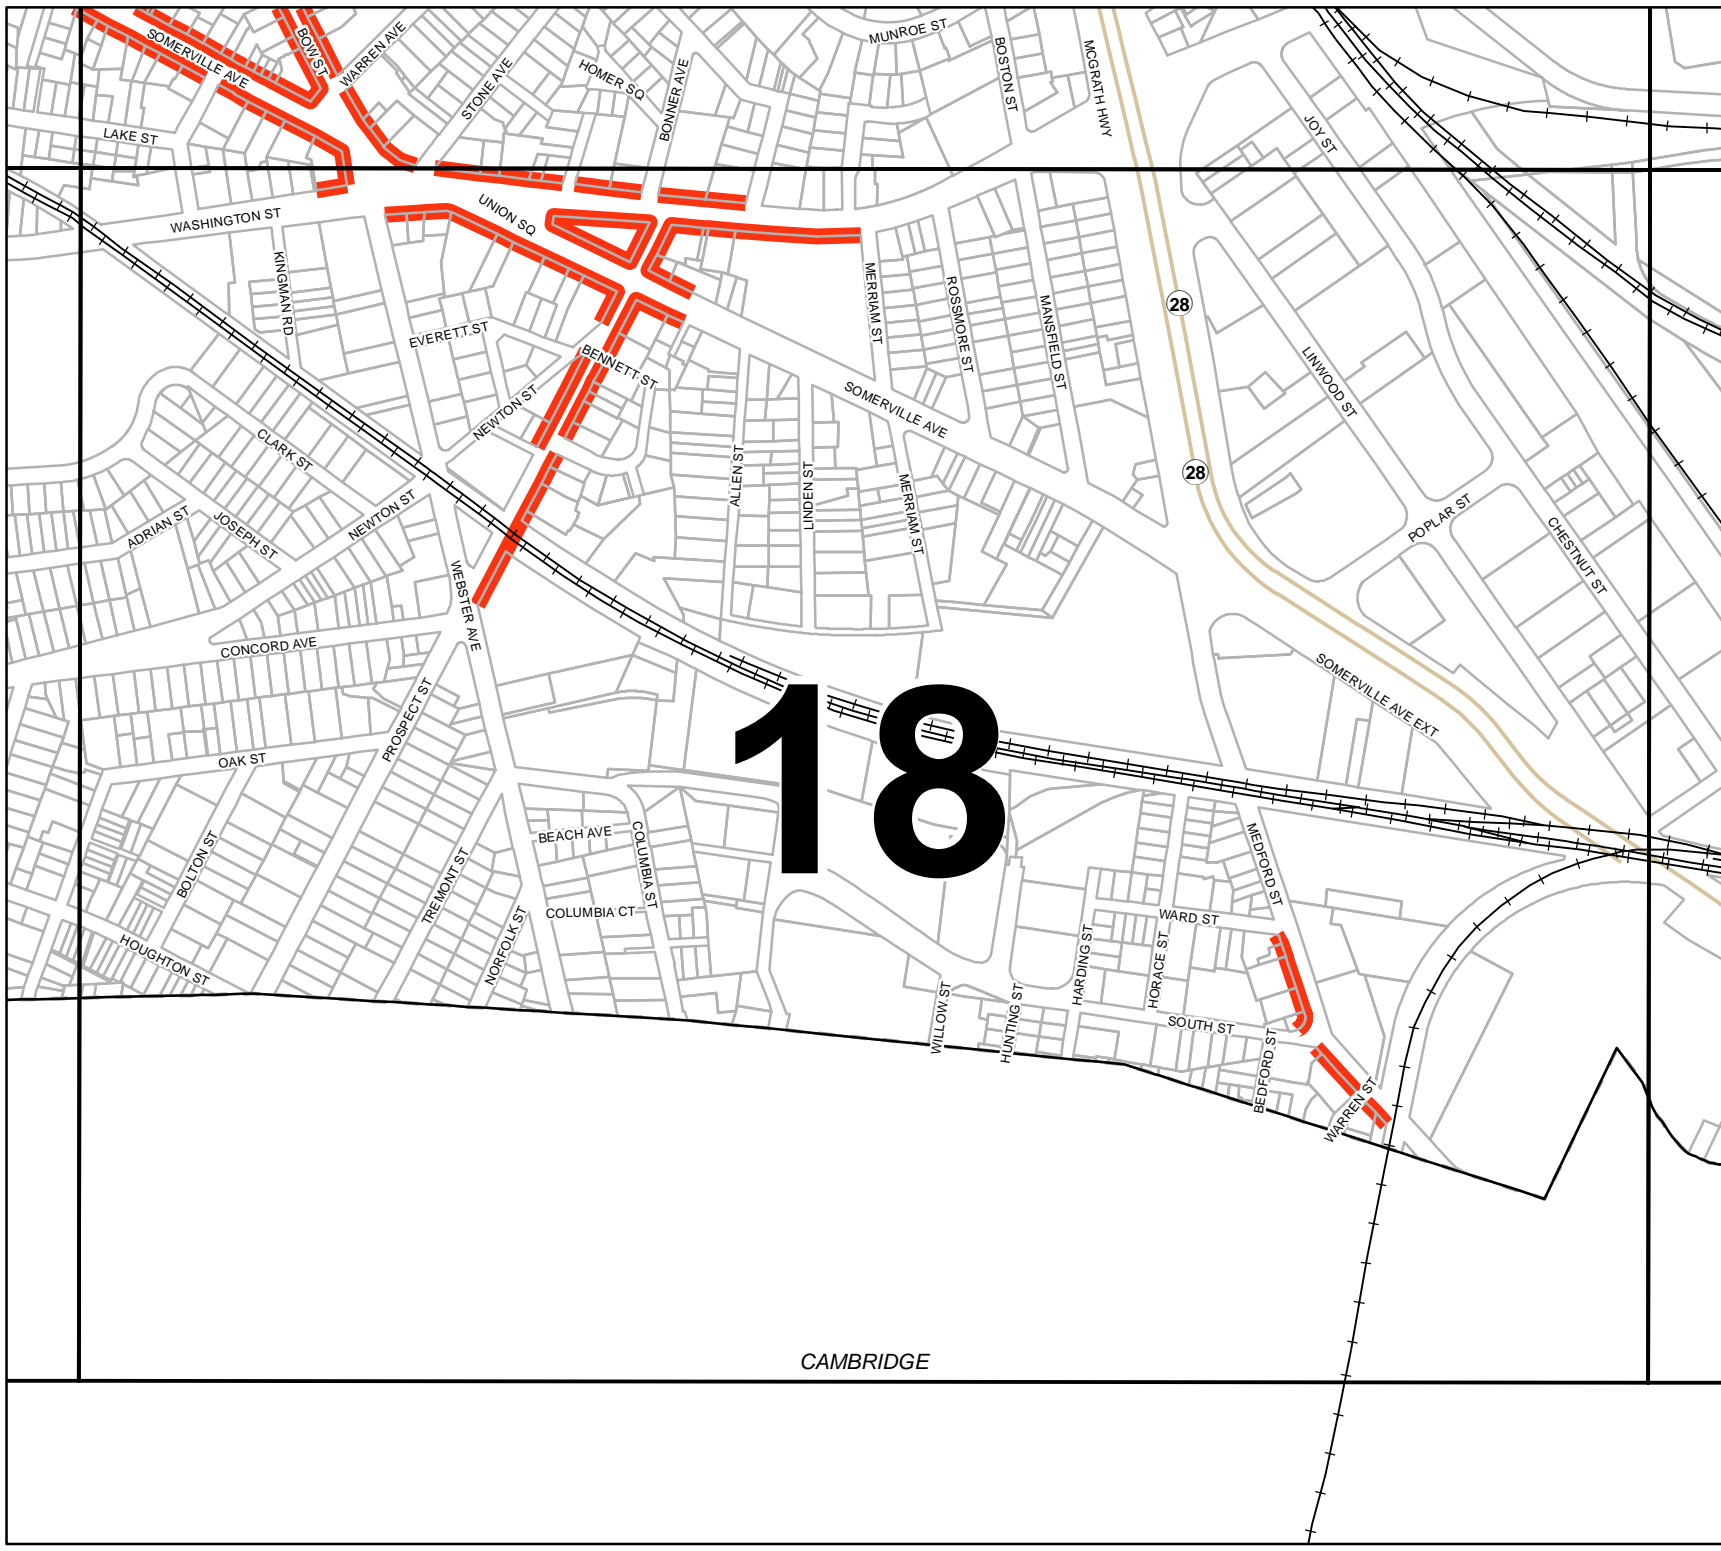 MUNROE ST
SOMERVILLE AVE
BOW ST
WARREN AVE
STONE AVE
HOMER SQ
BONNER AVE
BOSTON ST
MCGRATH HWY
LAKE ST
JOY ST
WASHINGTON ST
UNION SQ
KINGMAN RD
EVERETT ST
BENNETT ST
NEWTON ST
MERRIAM ST
ROSSMORE ST
MANSFIELD ST
28
LINWOOD ST
SOMERVILLE AVE
CLARK ST
ALLEN ST
LINDEN ST
MERRIAM ST
28
ADRIAN ST
JOSEPH ST
NEWTON ST
POPLAR ST
CHESTNUT ST
WEBSTER AVE
CONCORD AVE
PROSPECT ST
SOMERVILLE AVE EXT
OAK ST
18
BEACH AVE
COLUMBIA ST
MEDFORD ST
BOLTON ST
TREMONT ST
COLUMBIA CT
WARD ST
HOUGHTON ST
NORFOLK ST
HARDING ST
HORACE ST
WILLOW ST
HUNTING ST
SOUTH ST
BEDFORD ST
WARREN ST
CAMBRIDGE